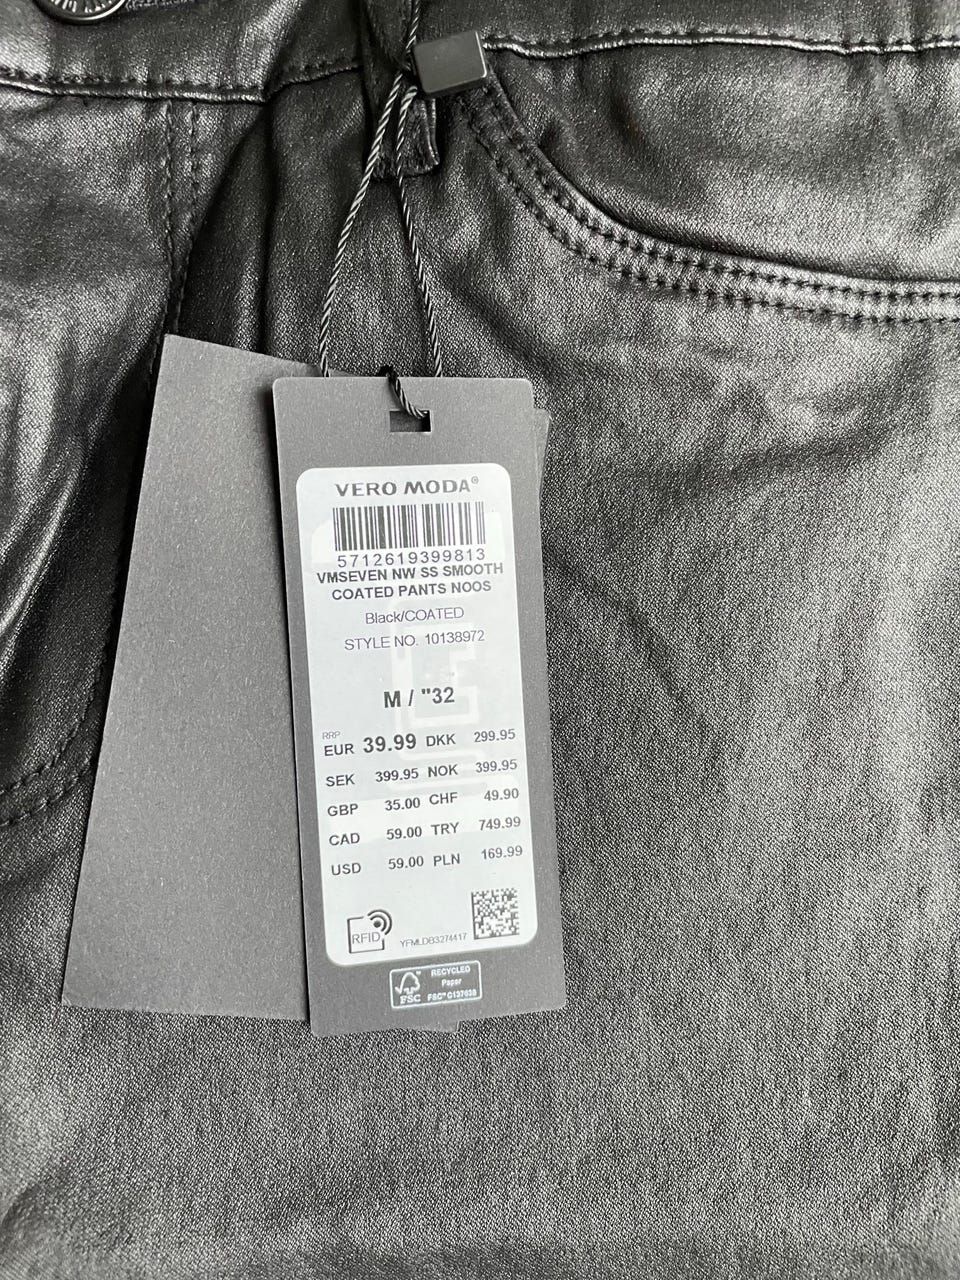 VERO MODA®
5712619399813
VMSEVEN NW SS SMOOTH
COATED PANTS NOOS
Black/COATED
STYLE NO. 10138972
M / "32
RRP
EUR 39.99 DKK 299.95
SEK 399.95 NOK 399.95
GBP 35.00 CHF 49.90
CAD 59.00 TRY 749.99
USD 59.00 PLN 169.99
RFID
YFMLDB3274417
RECYCLED
Paper
FSC